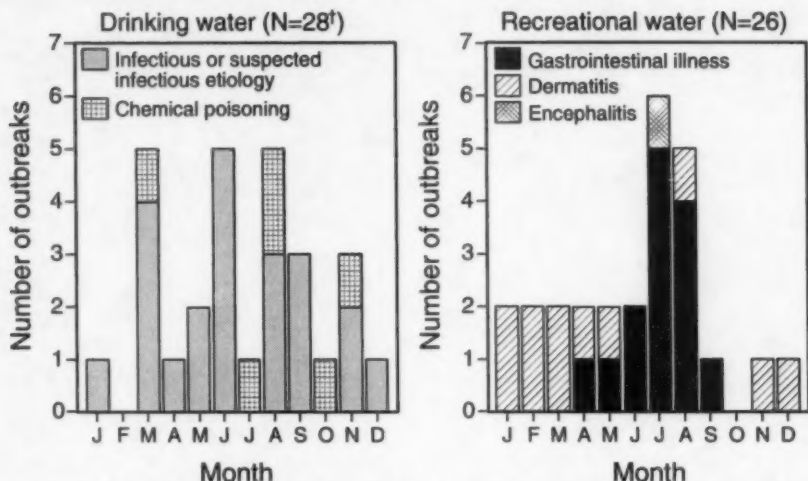 Drinking water (N=28†)
7
6
5
4
3
2
1
0
Number of outbreaks
Infectious or suspected
infectious etiology
Chemical poisoning
J F M A M J J A S O N D
Month
Recreational water (N=26)
7
6
5
4
3
2
1
0
Number of outbreaks
Gastrointestinal illness
Dermatitis
Encephalitis
J F M A M J J A S O N D
Month